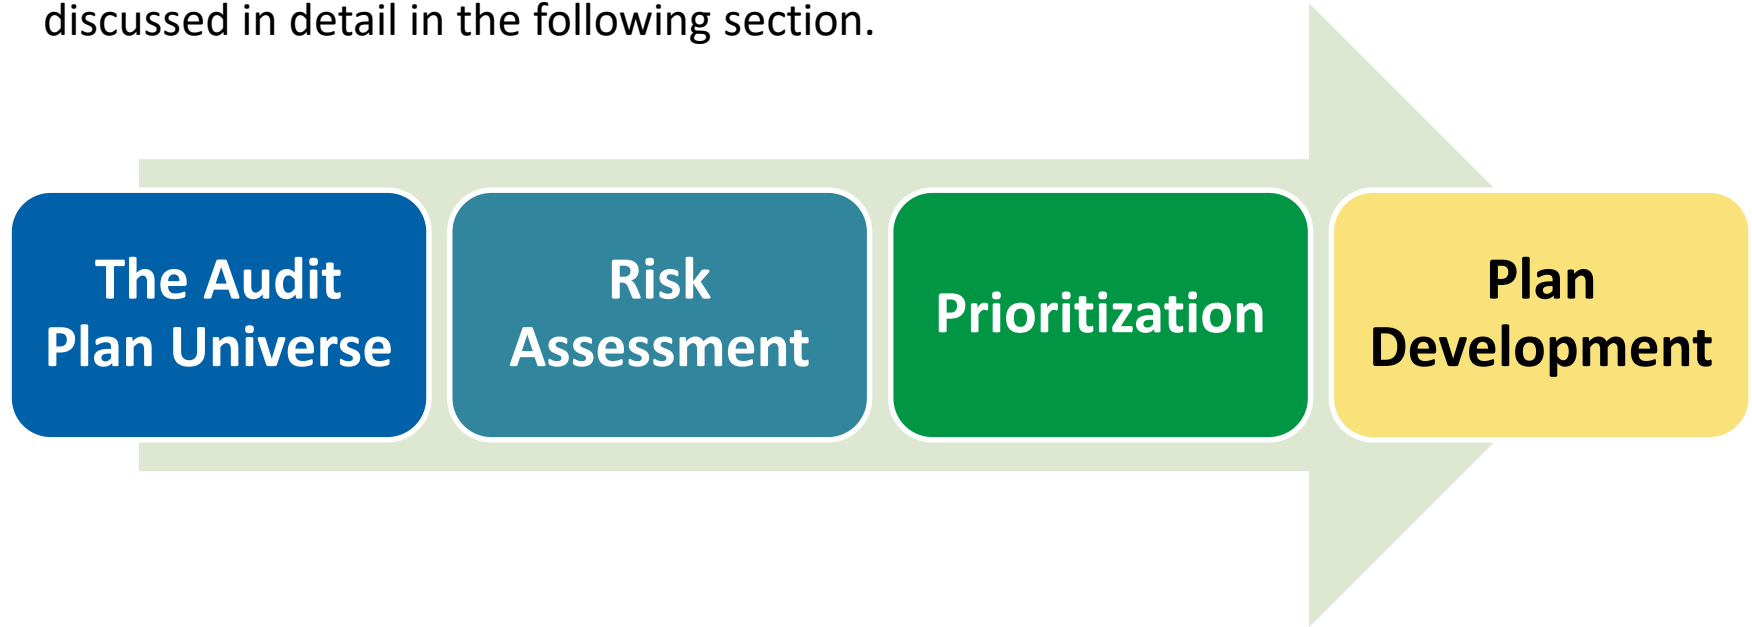 discussed in detail in the following section.
The Audit
Plan Universe
Risk
Assessment
Prioritization
Plan
Development